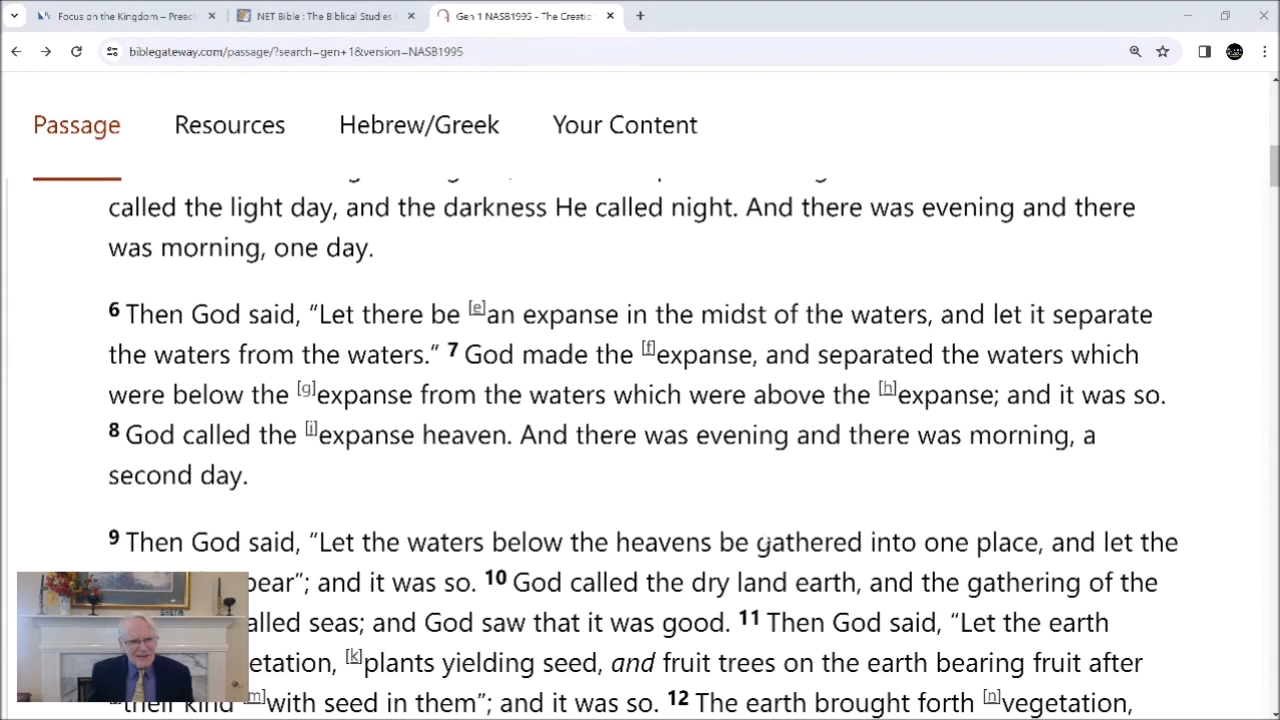 Focus on the Kingdom – Preach
NET Bible : The Biblical Studies
Gen 1 NASB1995 - The Creatio
biblegateway.com/passage/?search=gen+1&version=NASB1995
Passage Resources Hebrew/Greek Your Content
called the light day, and the darkness He called night. And there was evening and there
was morning, one day.
6 Then God said, “Let there be [e]an expanse in the midst of the waters, and let it separate
the waters from the waters.” 7 God made the [f]expanse, and separated the waters which
were below the [g]expanse from the waters which were above the [h]expanse; and it was so.
8 God called the [i]expanse heaven. And there was evening and there was morning, a
second day.
9 Then God said, “Let the waters below the heavens be gathered into one place, and let the
bear”; and it was so. 10 God called the dry land earth, and the gathering of the
alled seas; and God saw that it was good. 11 Then God said, “Let the earth
etation, [k]plants yielding seed, and fruit trees on the earth bearing fruit after
their kind [m]with seed in them”; and it was so. 12 The earth brought forth [n]vegetation,